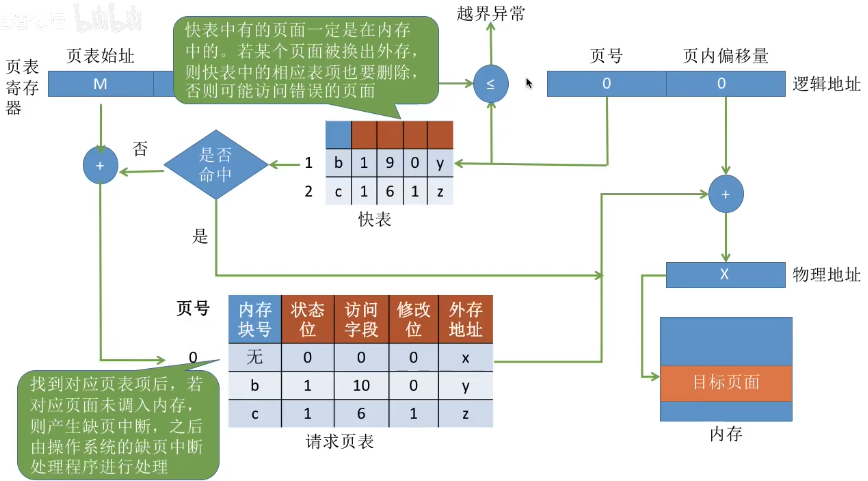 bilibili
快表中有的页面一定是在内存
中的。若某个页面被换出外存，
则快表中的相应表项也要删除，
否则可能访问错误的页面
越界异常
页表始址
页号
页内偏移量
页表
寄存
器
M
≤
0
0
逻辑地址
否
是否
命中
1
b 1 9 0 y
2
c 1 6 1 z
快表
+
+
是
X
物理地址
页号
内存
块号
状态
位
访问
字段
修改
位
外存
地址
0
无 0 0 0 x
b 1 10 0 y
c 1 6 1 z
请求页表
找到对应页表项后，若
对应页面未调入内存，
则产生缺页中断，之后
由操作系统的缺页中断
处理程序进行处理
目标页面
内存